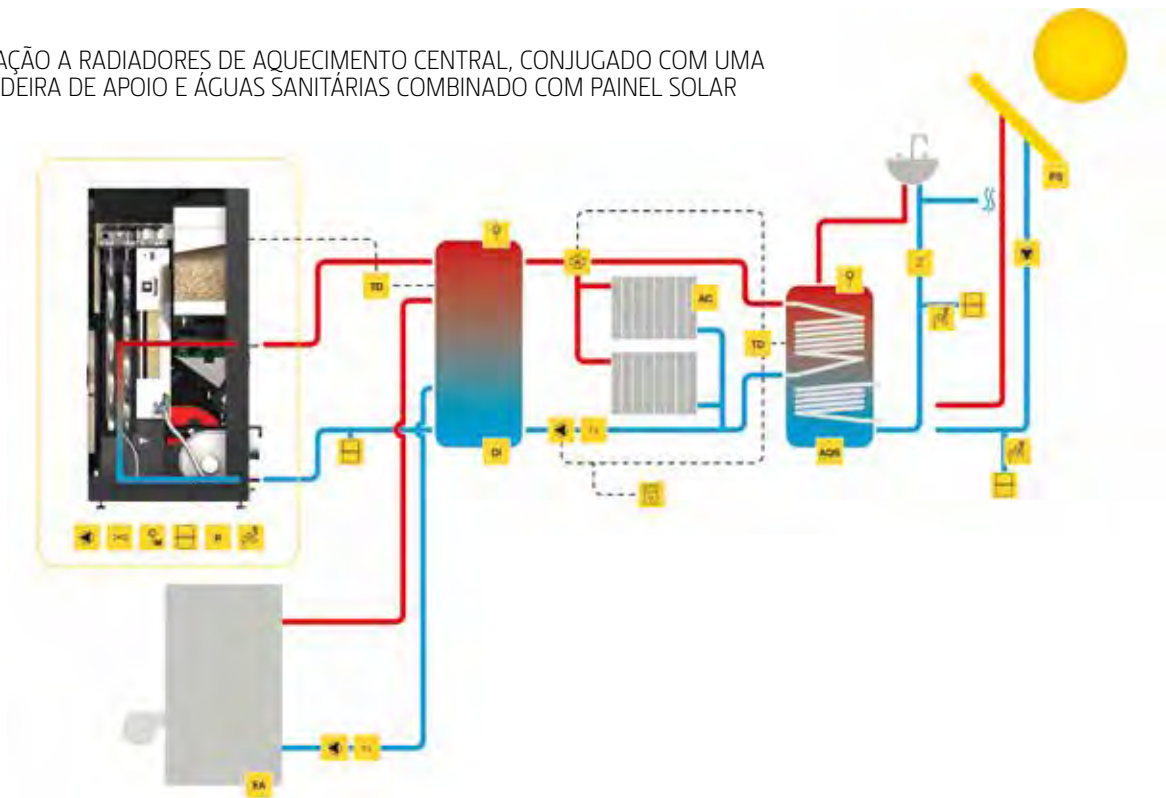 AÇÃO A RADIADORES DE AQUECIMENTO CENTRAL, CONJUGADO COM UMA
DEIRA DE APOIO E ÁGUAS SANITÁRIAS COMBINADO COM PAINEL SOLAR
PS
TD
AC
TD
DI
AQS